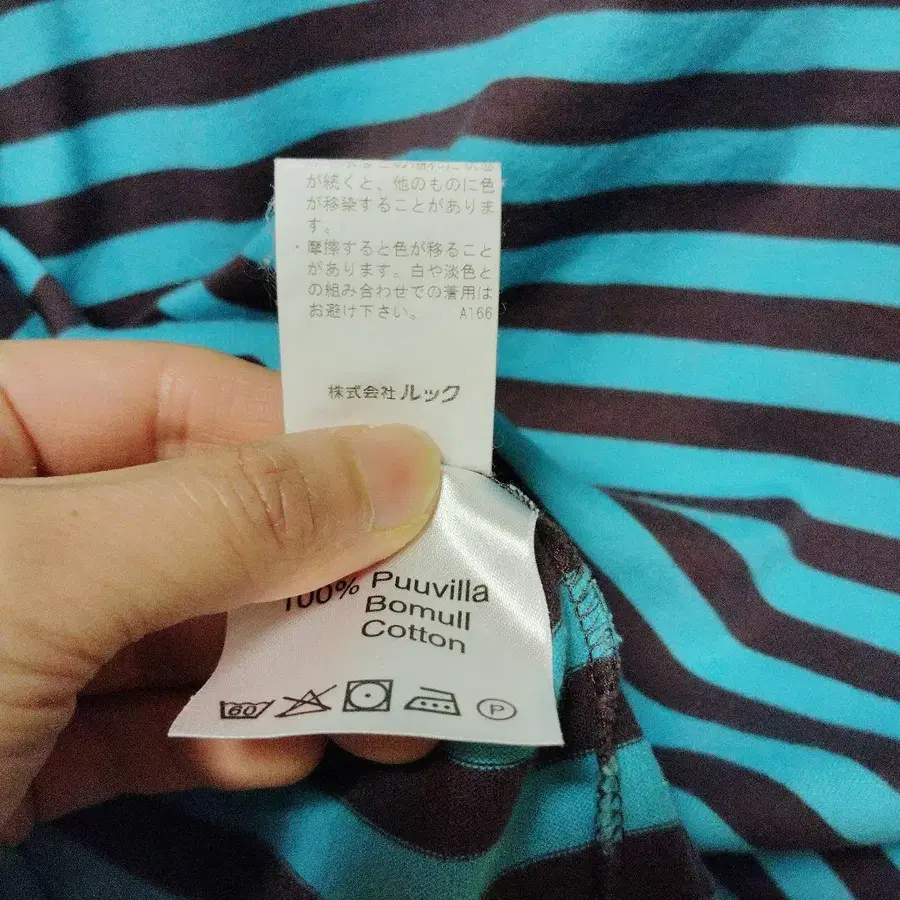 が続くと、他のものに色
が移染することがありま
す。
・摩擦すると色が移ること
があります。白や淡色と
の組み合わせでの着用は
お避け下さい。 A166
株式会社ルック
100% Puuvilla
Bomull
Cotton
60
P